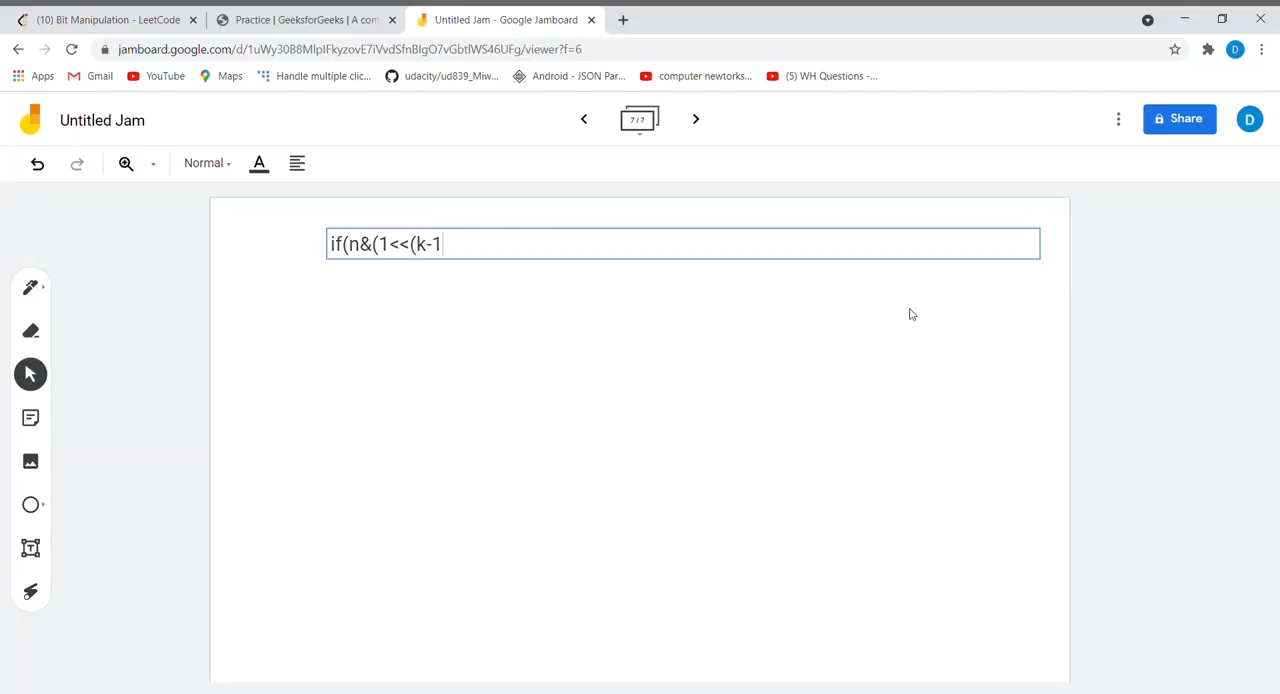 (10) Bit Manipulation - LeetCode
Practice | GeeksforGeeks | A com
Untitled Jam - Google Jamboard
jamboard.google.com/d/1uWy30B8MlpIFkyzovE7iVvdSfnBIgO7vGbtlWS46UFg/viewer?f=6
D
Apps
Gmail
YouTube
Maps
Handle multiple clic...
udacity/ud839_Miw...
Android - JSON Par...
computer newtorks...
(5) WH Questions -...
Untitled Jam
7/7
Share
D
Normal
A
if(n&(1<<(k-1
T